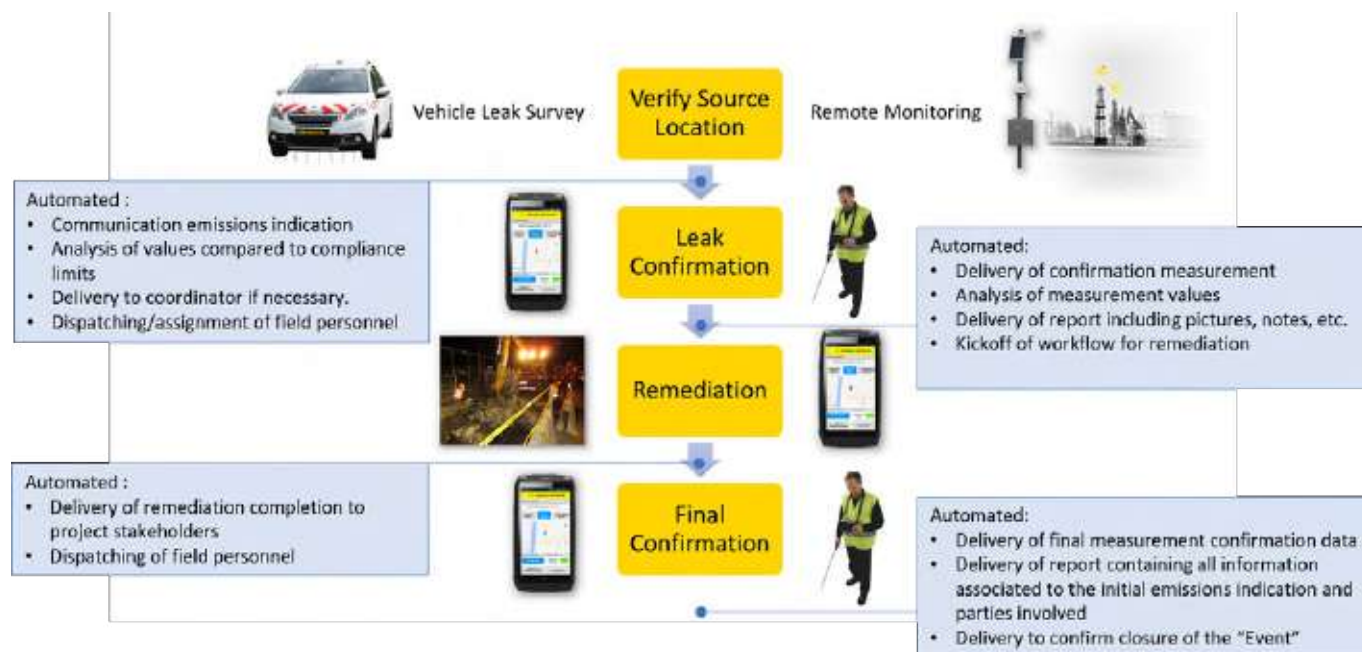 Vehicle Leak Survey
Verify Source
Location
Remote Monitoring
Automated :
• Communication emissions indication
• Analysis of values compared to compliance
limits
• Delivery to coordinator if necessary.
• Dispatching/assignment of field personnel
Leak
Confirmation
Automated:
• Delivery of confirmation measurement
• Analysis of measurement values
• Delivery of report including pictures, notes, etc.
• Kickoff of workflow for remediation
Remediation
Automated :
• Delivery of remediation completion to
project stakeholders
• Dispatching of field personnel
Final
Confirmation
Automated:
• Delivery of final measurement confirmation data
• Delivery of report containing all information
associated to the initial emissions indication and
parties involved
• Delivery to confirm closure of the “Event”